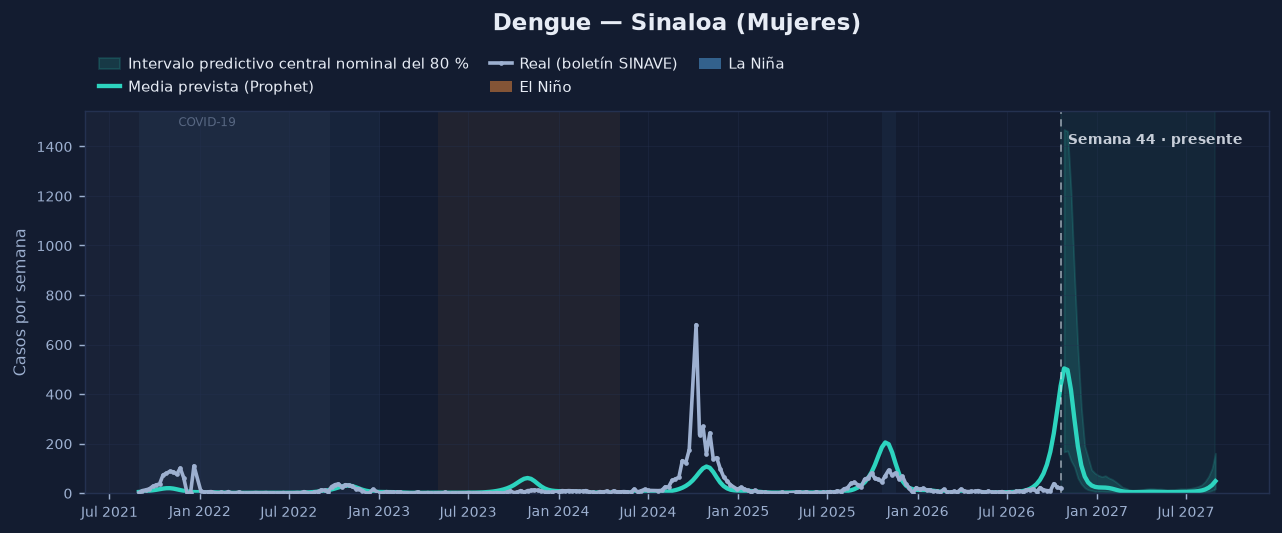 Dengue — Sinaloa (Mujeres)
Intervalo predictivo central nominal del 80 %
Real (boletín SINAVE)
La Niña
Media prevista (Prophet)
El Niño
COVID-19
Semana 44 · presente
Casos por semana
1400
1200
1000
800
600
400
200
0
Jul 2021
Jan 2022
Jul 2022
Jan 2023
Jul 2023
Jan 2024
Jul 2024
Jan 2025
Jul 2025
Jan 2026
Jul 2026
Jan 2027
Jul 2027